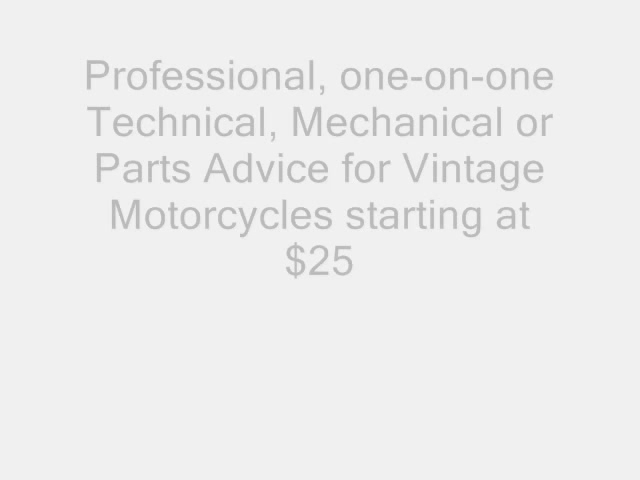 Professional, one-on-one
Technical, Mechanical or
Parts Advice for Vintage
Motorcycles starting at
$25